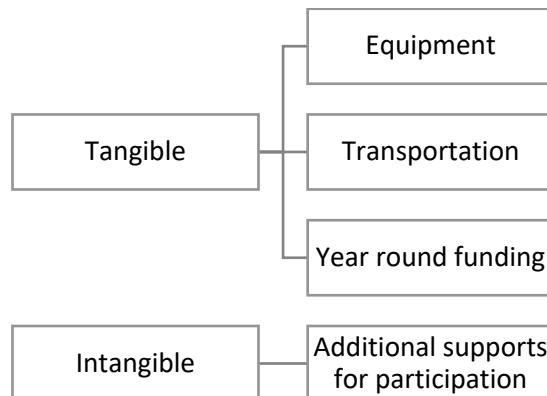 Tangible
Equipment
Transportation
Year round funding
Intangible
Additional supports
for participation